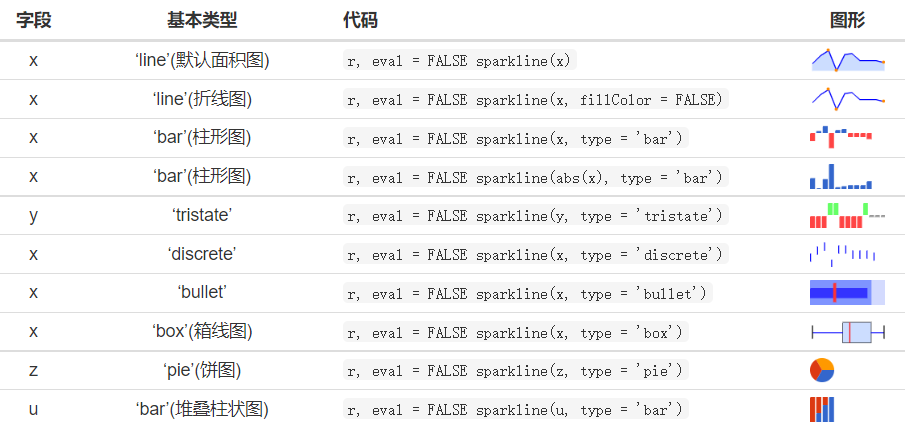 字段 基本类型 代码 图形
x ‘line’(默认面积图) r, eval = FALSE sparkline(x)
x ‘line’(折线图) r, eval = FALSE sparkline(x, fillColor = FALSE)
x ‘bar’(柱形图) r, eval = FALSE sparkline(x, type = 'bar')
x ‘bar’(柱形图) r, eval = FALSE sparkline(abs(x), type = 'bar')
y ‘tristate’ r, eval = FALSE sparkline(y, type = 'tristate')
x ‘discrete’ r, eval = FALSE sparkline(x, type = 'discrete')
x ‘bullet’ r, eval = FALSE sparkline(x, type = 'bullet')
x ‘box’(箱线图) r, eval = FALSE sparkline(x, type = 'box')
z ‘pie’(饼图) r, eval = FALSE sparkline(z, type = 'pie')
u ‘bar’(堆叠柱状图) r, eval = FALSE sparkline(u, type = 'bar')